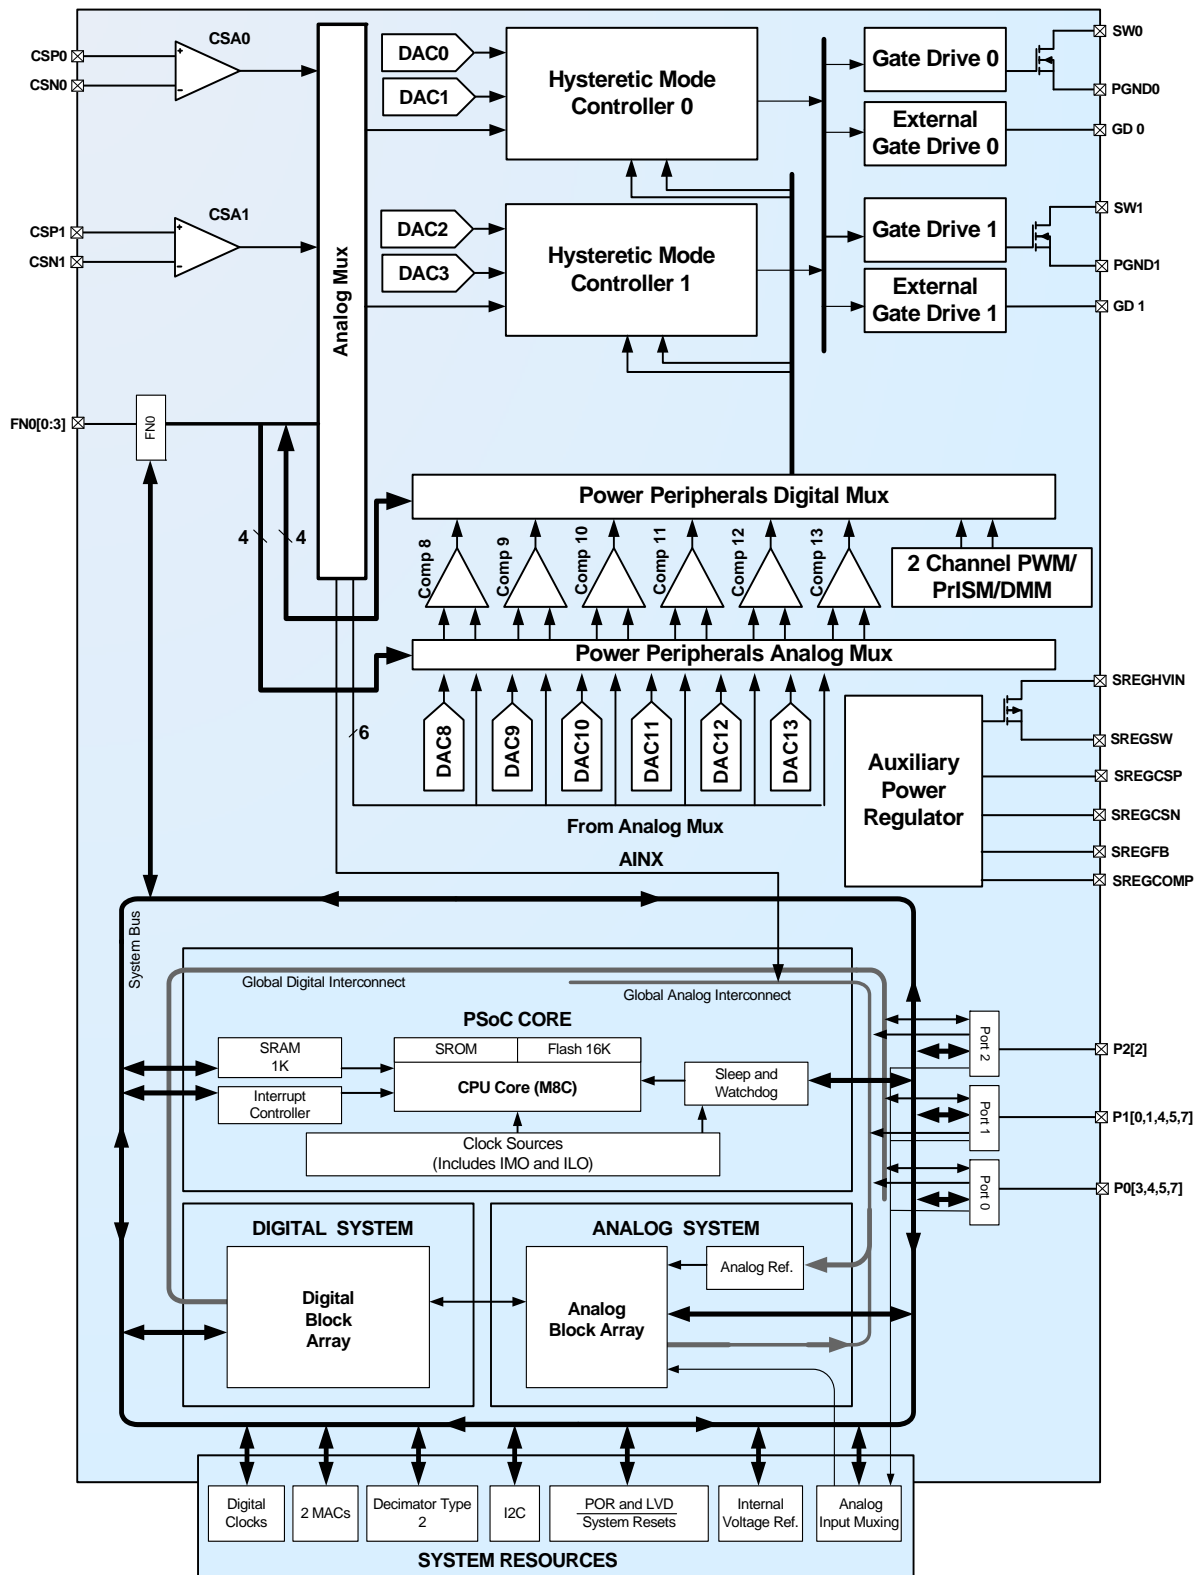 CSP0
CSN0
CSA0
CSP1
CSN1
CSA1
Analog Mux
DAC0
DAC1
Hysteretic Mode
Controller 0
DAC2
DAC3
Hysteretic Mode
Controller 1
Gate Drive 0
External
Gate Drive 0
Gate Drive 1
External
Gate Drive 1
SW0
PGND0
GD 0
SW1
PGND1
GD 1
FN0[0:3]
FN0
4
4
Power Peripherals Digital Mux
Comp 8
Comp 9
Comp 10
Comp 11
Comp 12
Comp 13
2 Channel PWM/
PrISM/DMM
Power Peripherals Analog Mux
6
DAC8
DAC9
DAC10
DAC11
DAC12
DAC13
From Analog Mux
AINX
Auxiliary
Power
Regulator
SREGHVIN
SREGSW
SREGCSP
SREGCSN
SREGFB
SREGCOMP
System Bus
Global Digital Interconnect
Global Analog Interconnect
PSoC CORE
SRAM
1K
Interrupt
Controller
SROM
Flash 16K
CPU Core (M8C)
Sleep and
Watchdog
Clock Sources
(Includes IMO and ILO)
Port 2
Port 1
Port 0
P2[2]
P1[0,1,4,5,7]
P0[3,4,5,7]
DIGITAL SYSTEM
Digital
Block
Array
ANALOG SYSTEM
Analog
Block Array
Analog Ref.
Digital
Clocks
2 MACs
Decimator Type
2
I2C
POR and LVD
System Resets
Internal
Voltage Ref.
Analog
Input Muxing
SYSTEM RESOURCES